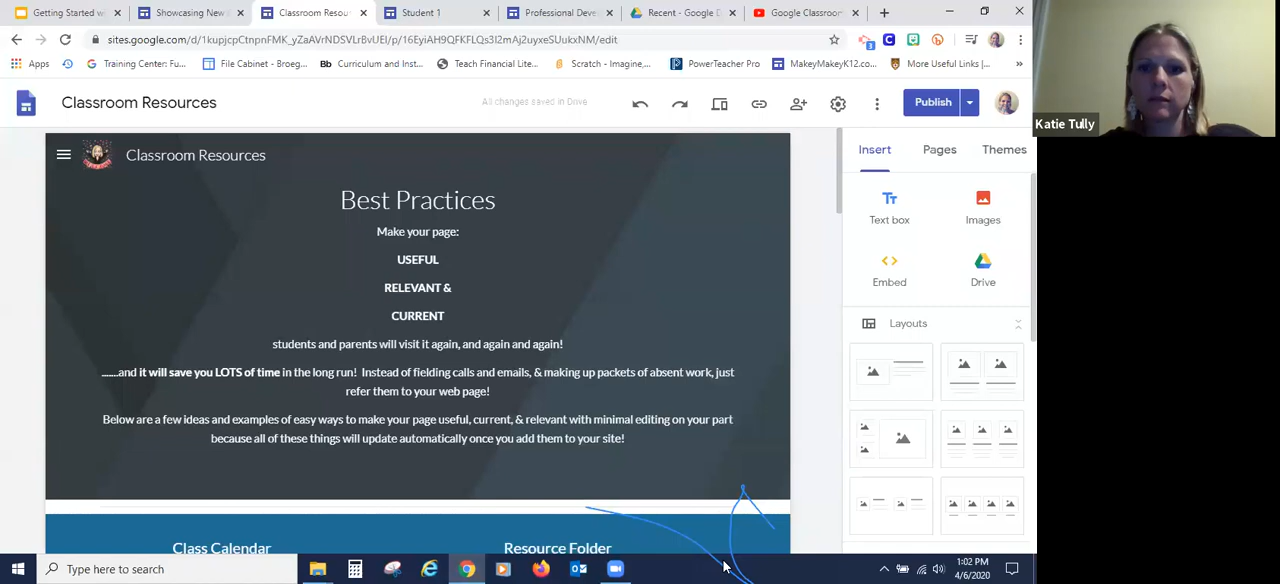 Getting Started w
Showcasing New
Classroom Resou
Student 1
Professional Deve
Recent - Google D
Google Classroom
sites.google.com/d/1kupjcpCtnpnFMK_yZaAVrNDSVLrBvUEl/p/16EyiAH9QFKFLQs3I2mAj2uyxeSUukxNM/edit
3
Apps
Training Center: Fu...
File Cabinet - Broeg...
Bb
Curriculum and Inst...
Teach Financial Lite...
Scratch - Imagine,...
PowerTeacher Pro
MakeyMakeyK12.c...
More Useful Links |...
»
Classroom Resources
All changes saved in Drive
Publish
Katie Tully
Classroom Resources
Insert
Pages
Themes
Best Practices
Make your page:
USEFUL
RELEVANT &
CURRENT
students and parents will visit it again, and again and again!
.......and it will save you LOTS of time in the long run! Instead of fielding calls and emails, & making up packets of absent work, just
refer them to your web page!
Below are a few ideas and examples of easy ways to make your page useful, current, & relevant with minimal editing on your part
because all of these things will update automatically once you add them to your site!
Tт
Text box
Images
Embed
Drive
Layouts
Class Calendar
Resource Folder
Type here to search
1:02 PM
4/6/2020